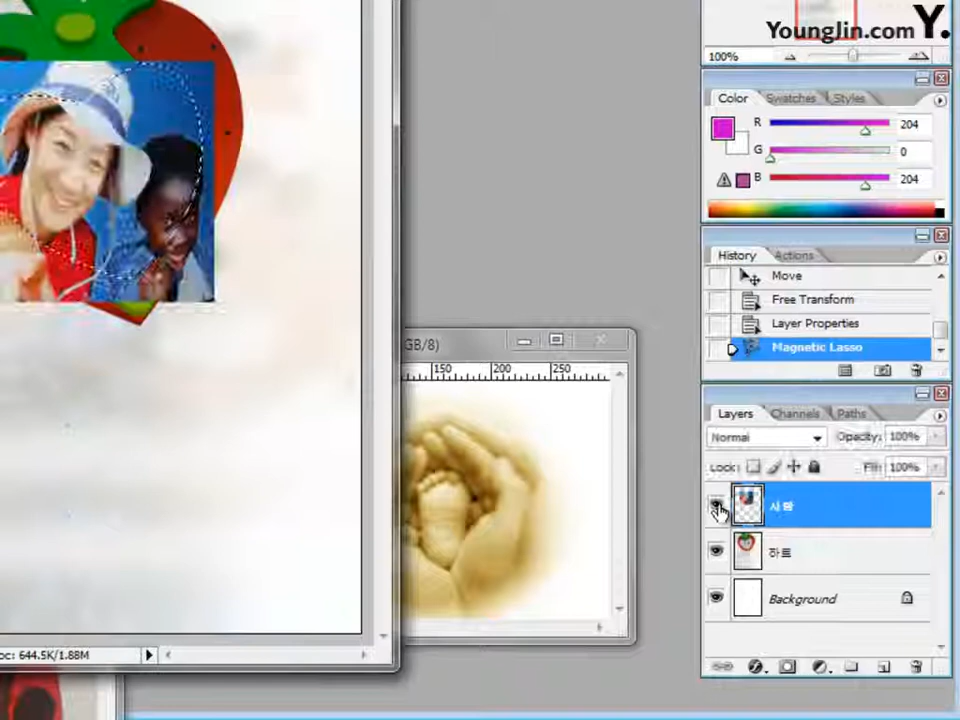 YoungJin.com Y.
100%
Color Swatches Styles
R 204
G 0
B 204
History Actions
Move
Free Transform
Layer Properties
Magnetic Lasso
GB/8)
150 200 250
Layers Channels Paths
Normal Opacity: 100%
Lock: Fill: 100%
사랑
하트
Background
oc: 644.5K/1.88M